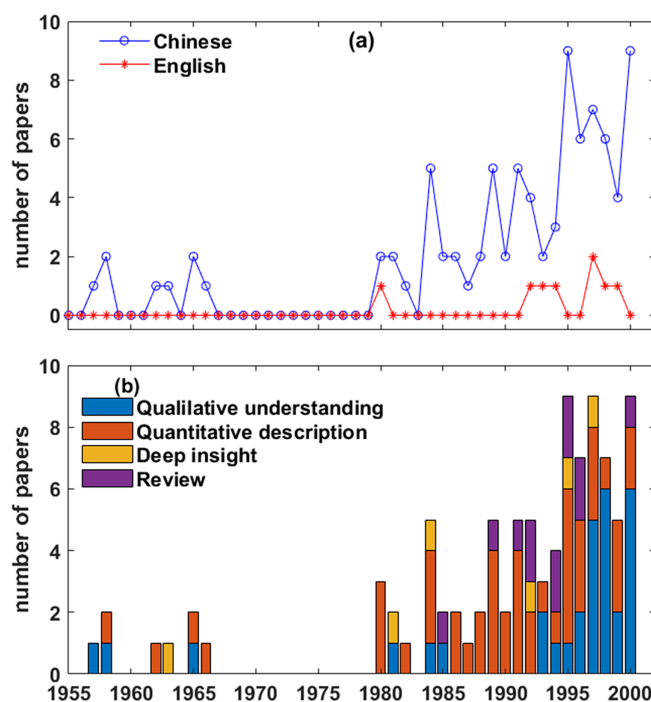 10
(a)
Chinese
English
8
6
4
2
0
number of papers
10
(b)
Qualilative understanding
Quantitative description
Deep insight
Review
8
6
4
2
0
number of papers
1955 1960 1965 1970 1975 1980 1985 1990 1995 2000